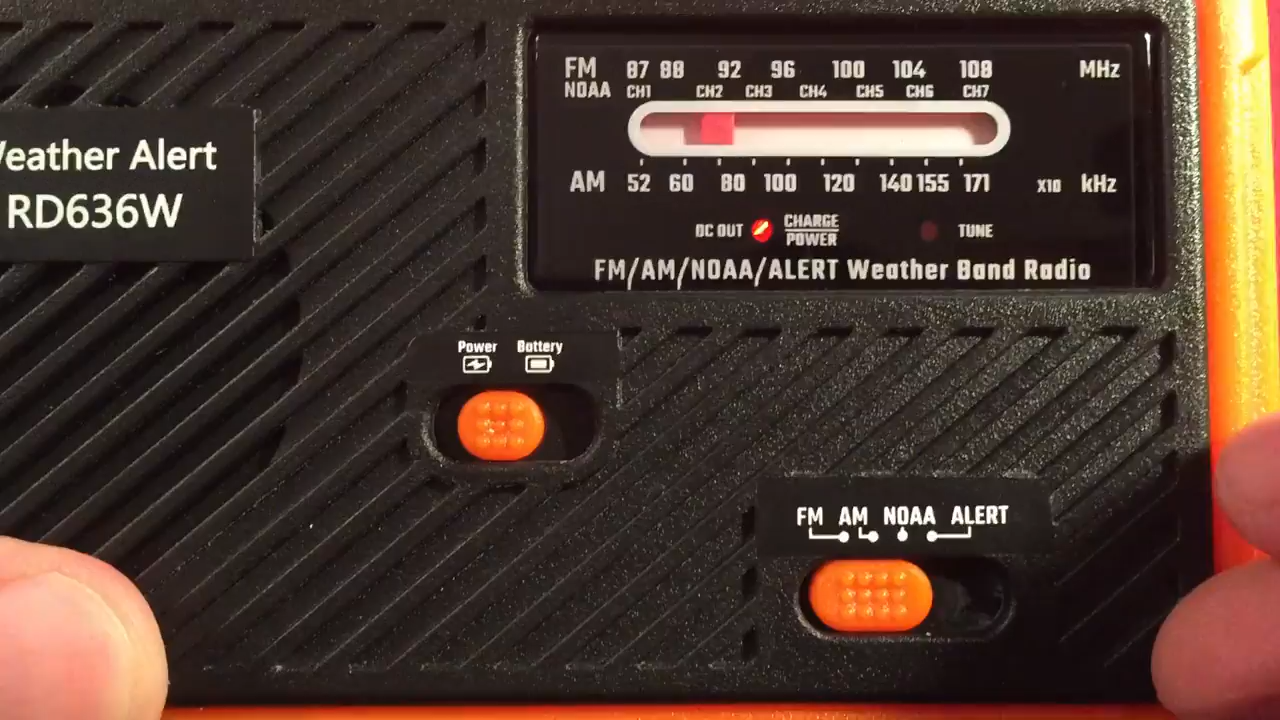 eather Alert
RD636W
FM 87 88 92 96 100 104 108 MHz
NOAA CH1 CH2 CH3 CH4 CH5 CH6 CH7
AM 52 60 80 100 120 140 155 171 X10 kHz
DC OUT CHARGE TUNE
POWER
FM/AM/NOAA/ALERT Weather Band Radio
Power Battery
FM AM NOAA ALERT